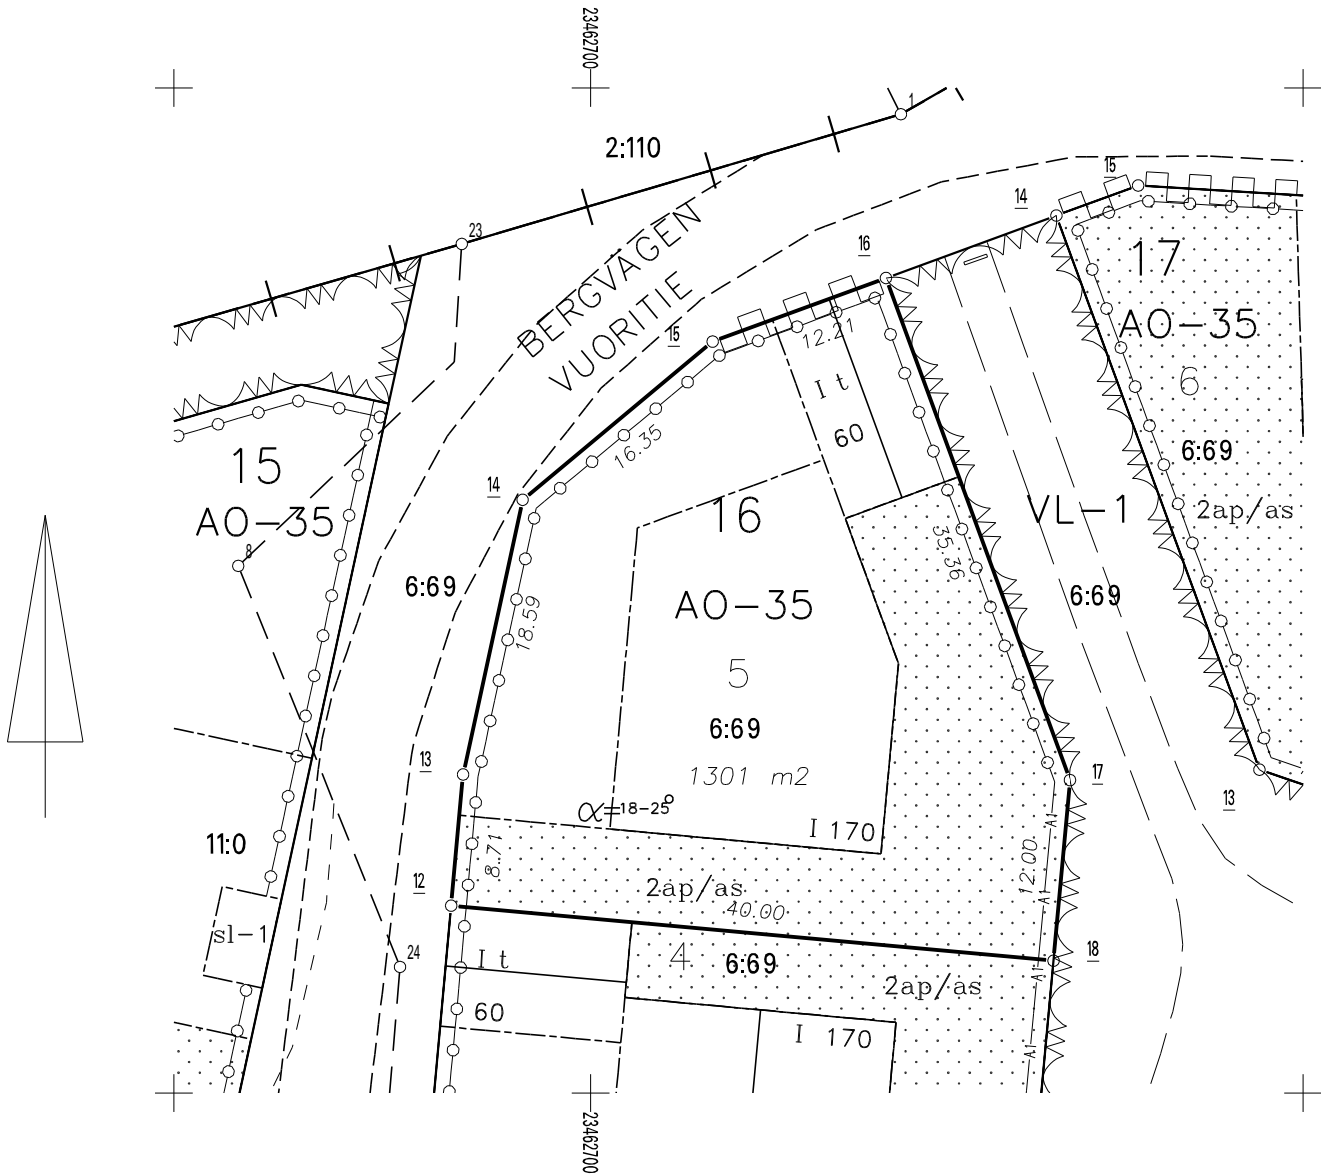 23462700
1
2:110
15
14
17
23
16
BERGVÄGEN
VUORITIE
AO-35
15
12.21
I t
6
60
6:69
16.35
15
14
16
VL-1
2ap/as
AO-35
35.36
8
6:69
6:69
AO-35
18.59
5
6:69
13
1301 m2
17
13
α=18-25°
I 170
11:0
8.71
A1
12.00
12
2ap/as
A1
40.00
sl-1
24
I t
4
6:69
A1
18
2ap/as
60
I 170
A1
23462700